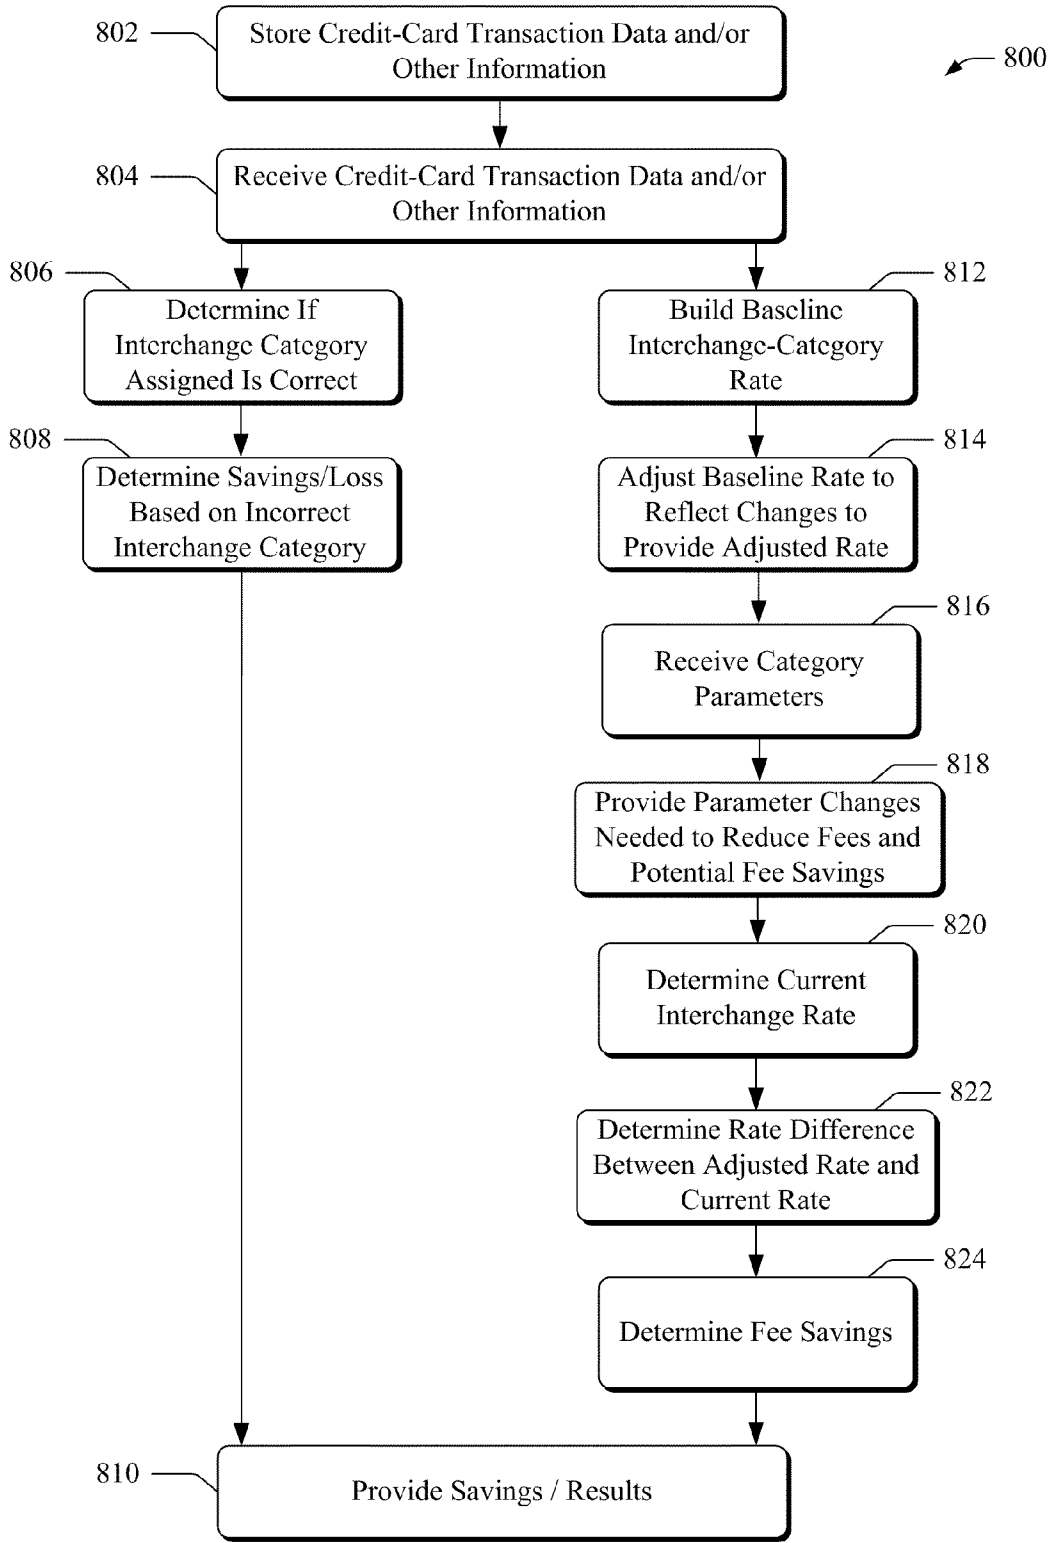 802
Store Credit-Card Transaction Data and/or
Other Information
800
804
Receive Credit-Card Transaction Data and/or
Other Information
806
Determine If
Interchange Category
Assigned Is Correct
808
Determine Savings/Loss
Based on Incorrect
Interchange Category
812
Build Baseline
Interchange-Category
Rate
814
Adjust Baseline Rate to
Reflect Changes to
Provide Adjusted Rate
816
Receive Category
Parameters
818
Provide Parameter Changes
Needed to Reduce Fees and
Potential Fee Savings
820
Determine Current
Interchange Rate
822
Determine Rate Difference
Between Adjusted Rate and
Current Rate
824
Determine Fee Savings
810
Provide Savings / Results